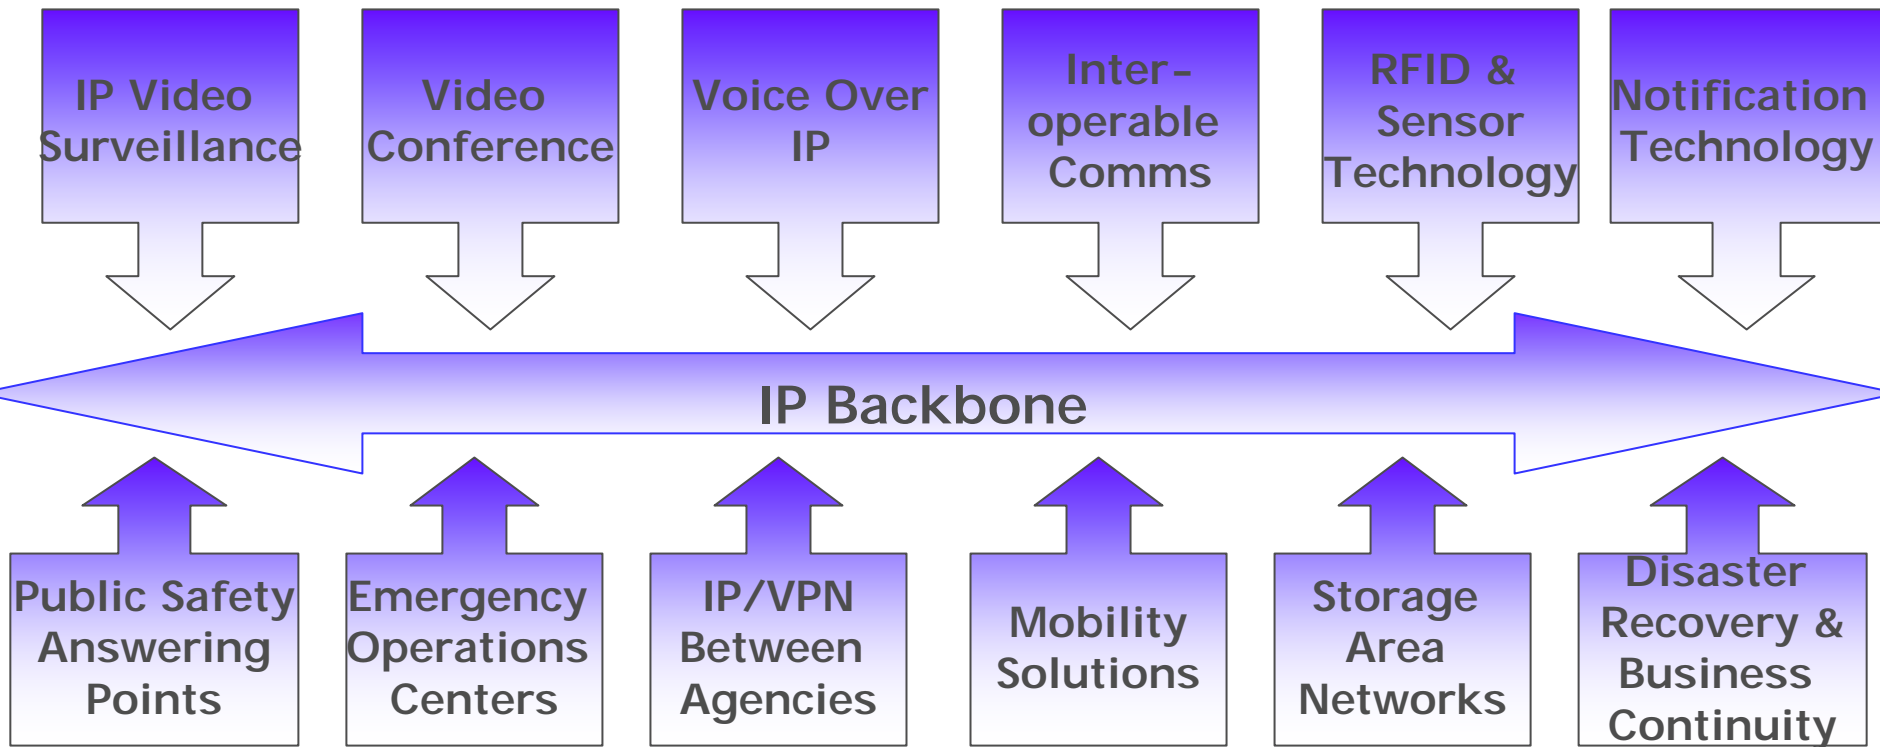 IP Video
Surveillance
Video
Conference
Voice Over
IP
Inter-
operable
Comms
RFID &
Sensor
Technology
Notification
Technology
IP Backbone
Public Safety
Answering
Points
Emergency
Operations
Centers
IP/VPN
Between
Agencies
Mobility
Solutions
Storage
Area
Networks
Disaster
Recovery &
Business
Continuity